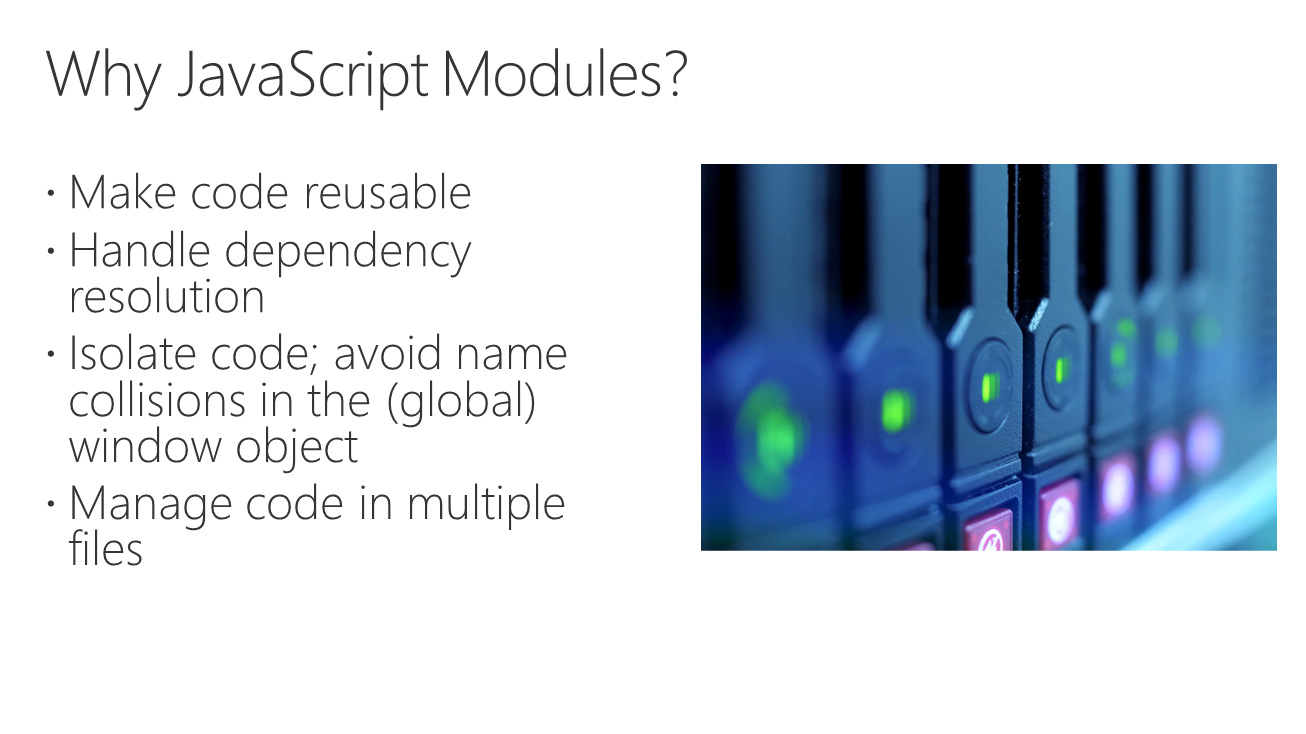 Why JavaScript Modules?
• Make code reusable
• Handle dependency
resolution
• Isolate code; avoid name
collisions in the (global)
window object
• Manage code in multiple
files